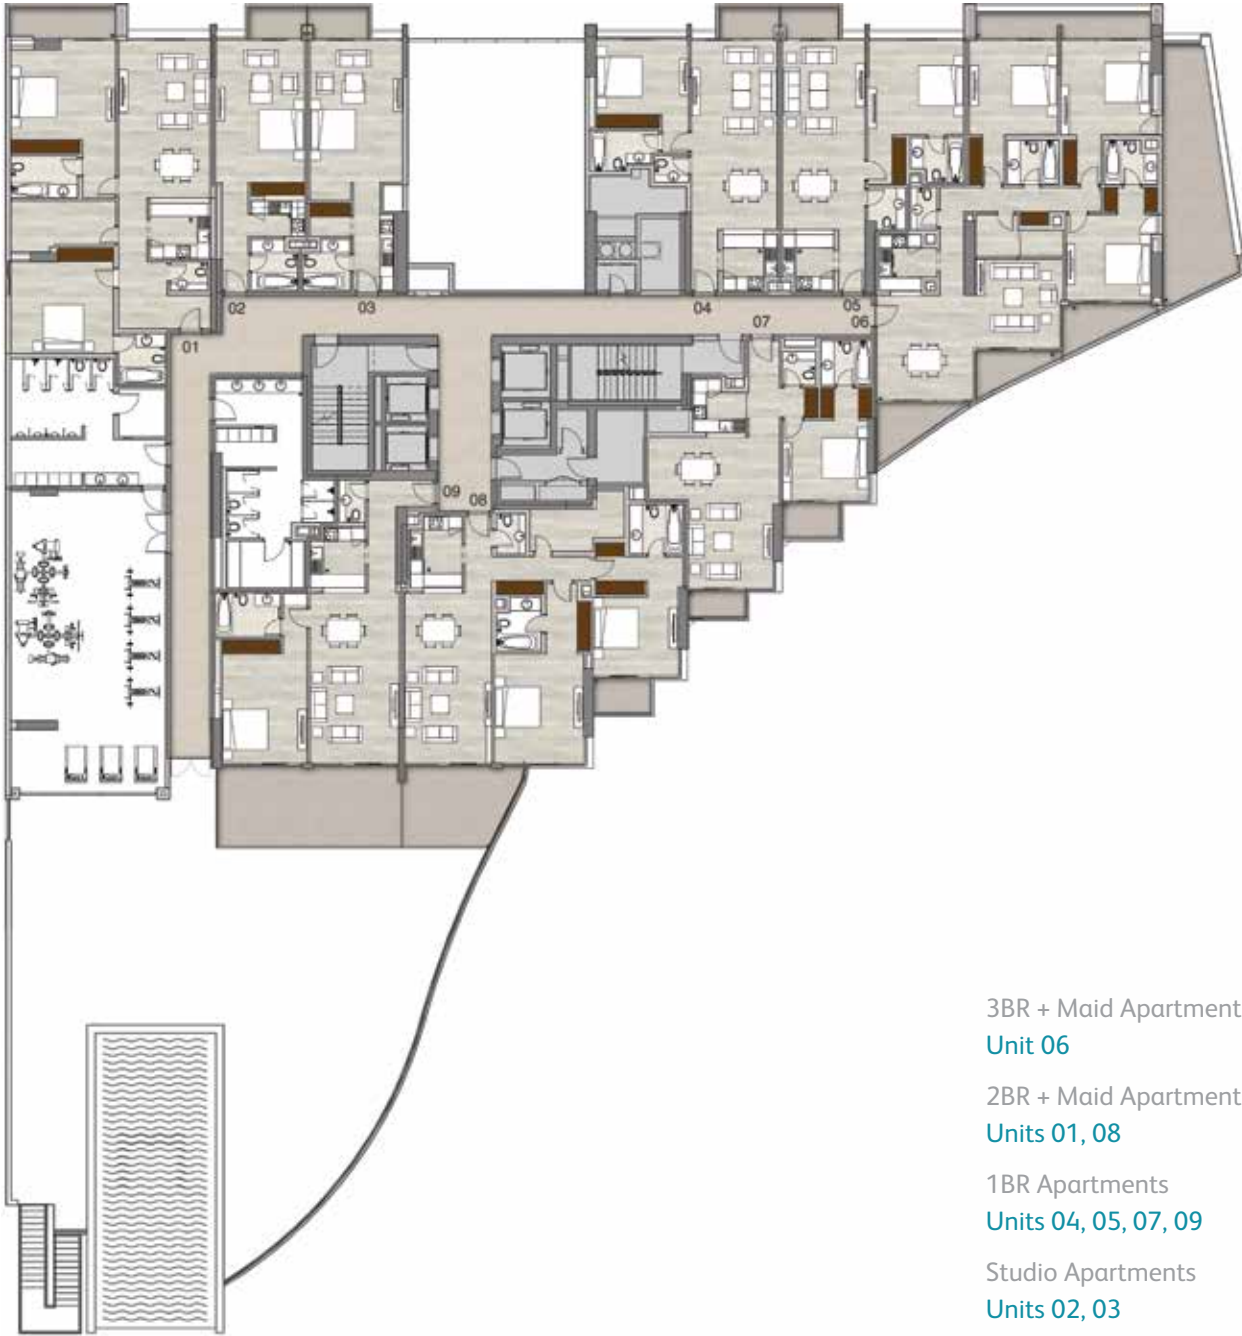 02
03
04
05
07
06
01
09
08
3BR + Maid Apartment
Unit 06
2BR + Maid Apartment
Units 01, 08
1BR Apartments
Units 04, 05, 07, 09
Studio Apartments
Units 02, 03